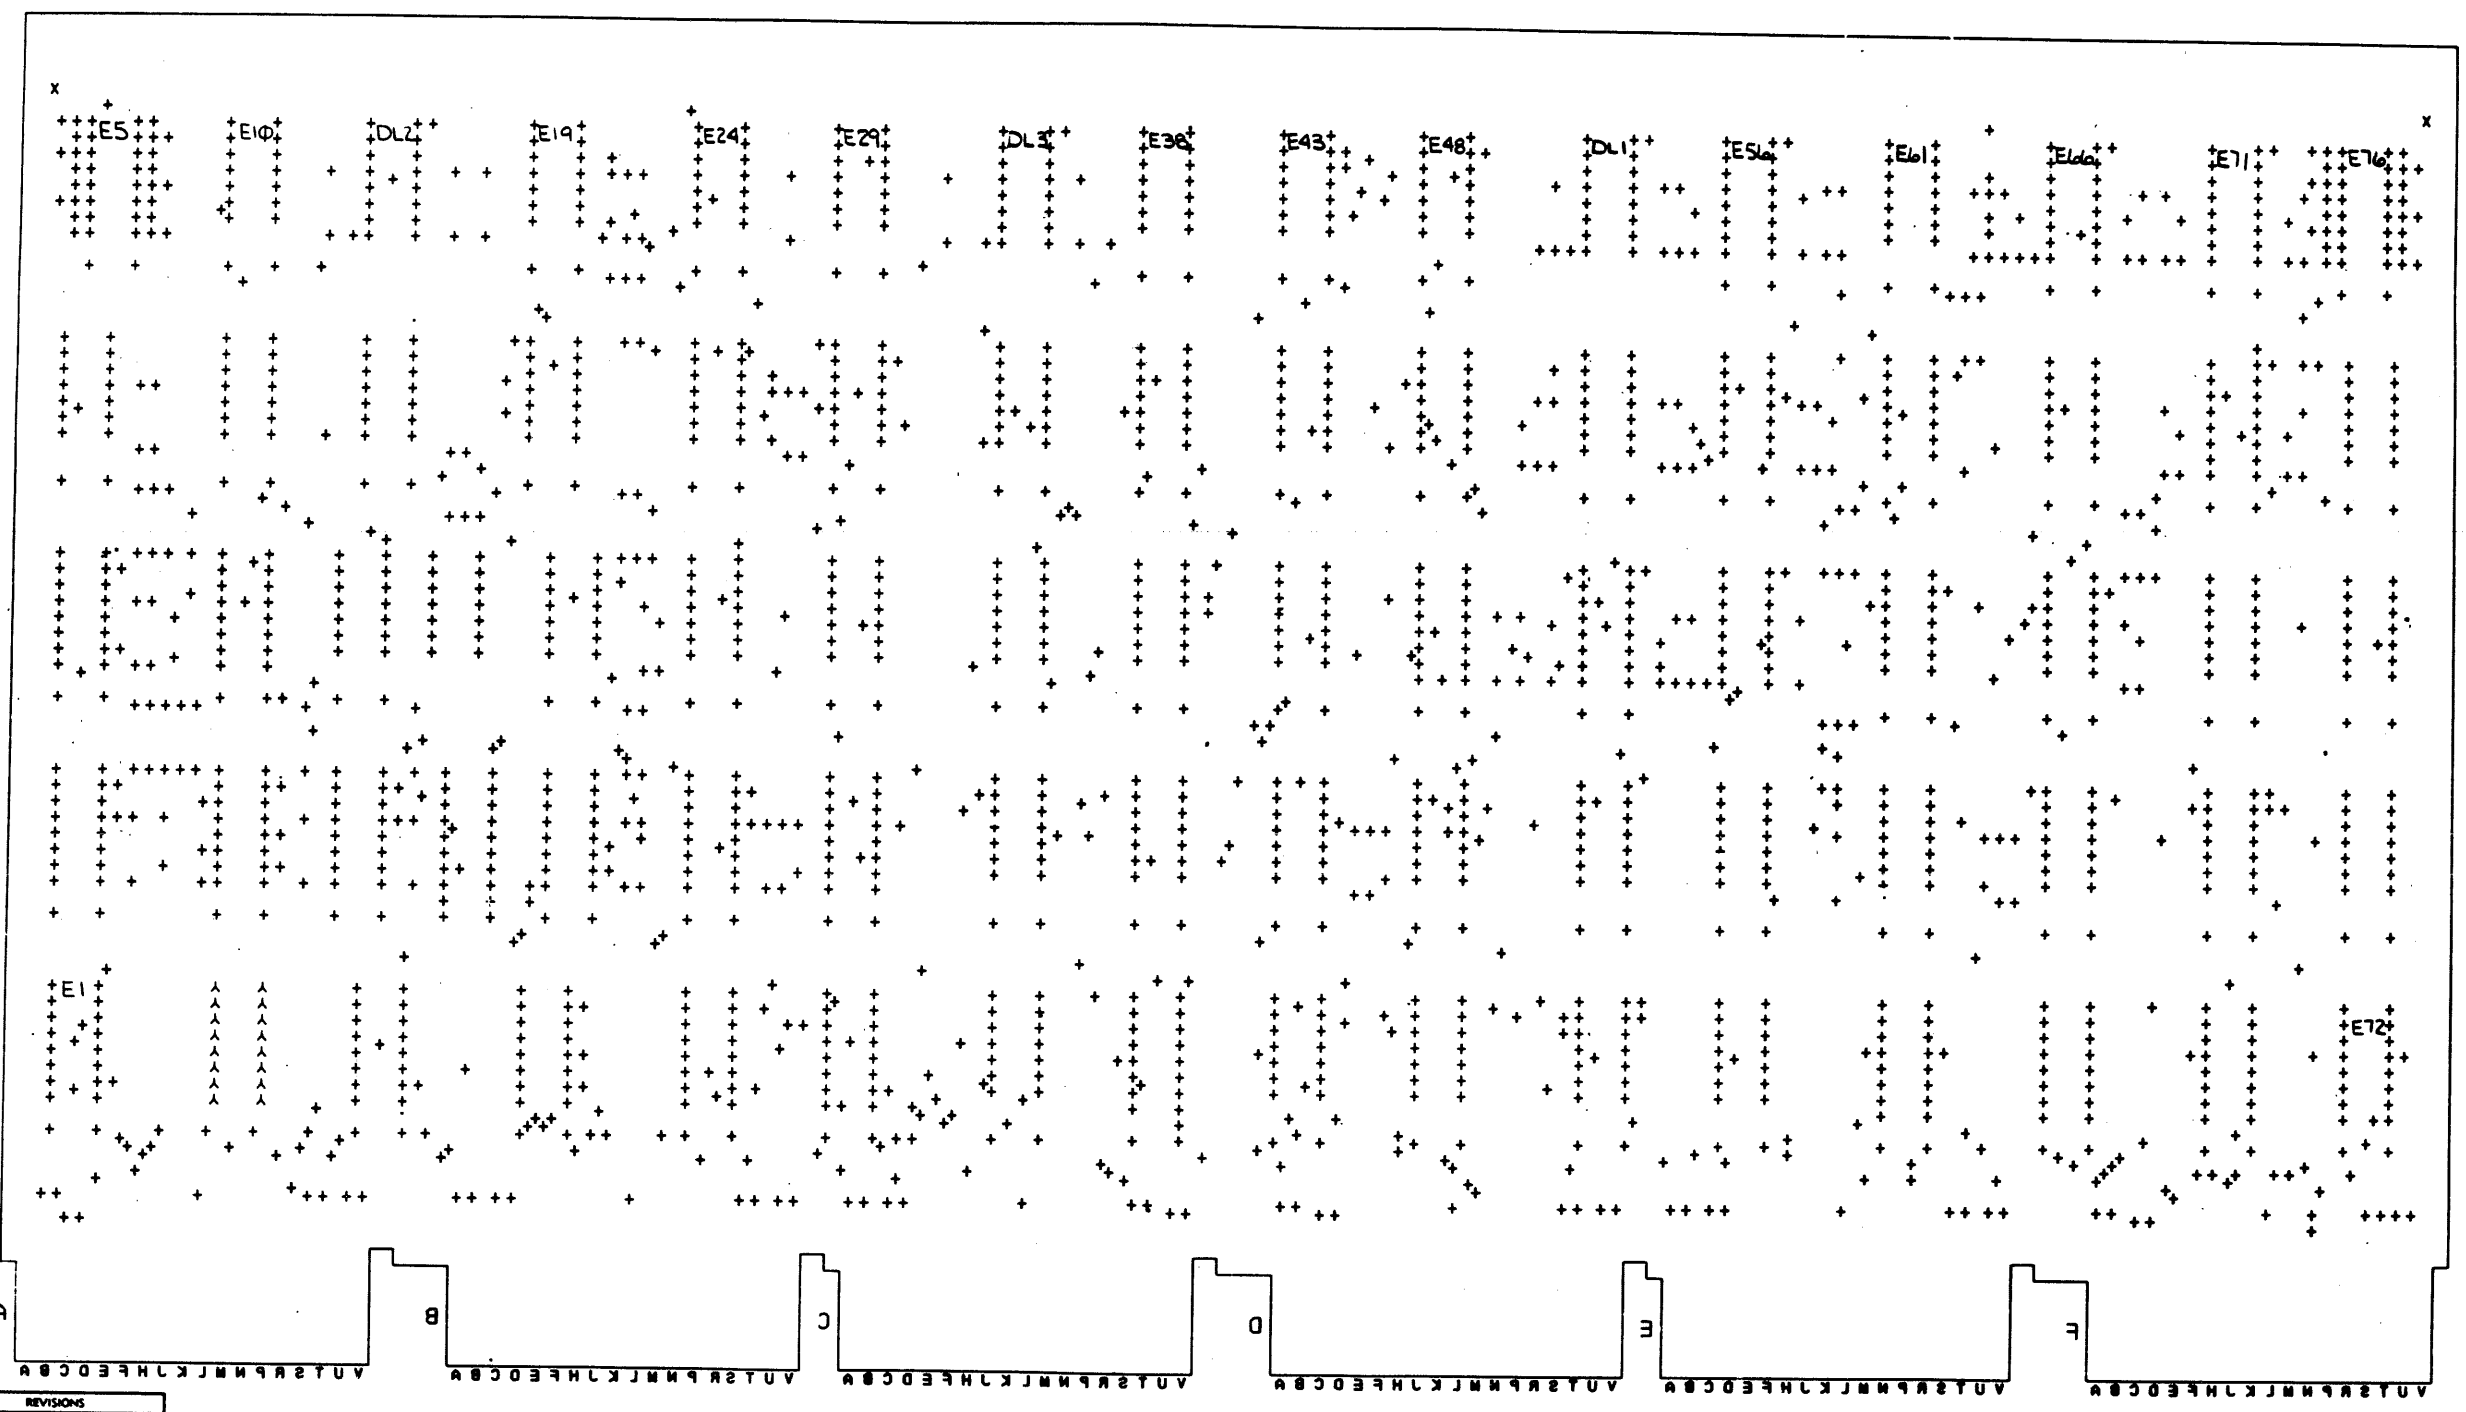 X
X
E5 E10 DL2 E19 E24 E29 DL3 E38 E43 E48 DL1 E56 E61 E66 E71 E76
E1
E72
A B C D E F
A B C D E F H J K L M N P R S T U V A B C D E F H J K L M N P R S T U V A B C D E F H J K L M N P R S T U V A B C D E F H J K L M N P R S T U V A B C D E F H J K L M N P R S T U V A B C D E F H J K L M N P R S T U V
REVISIONS